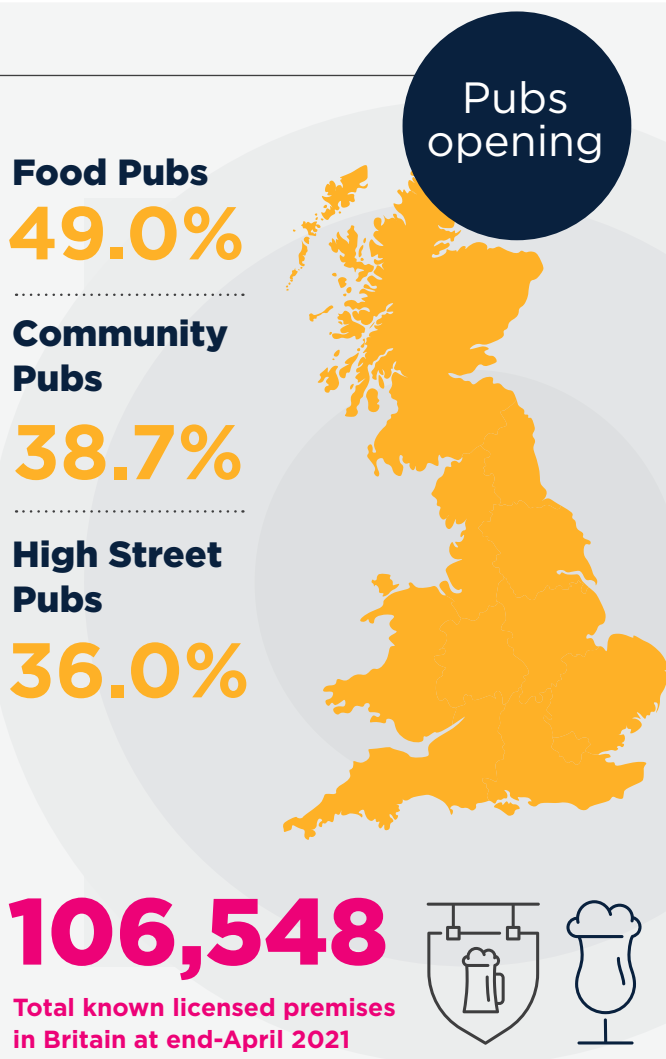 Pubs
opening
Food Pubs
49.0%
Community
Pubs
38.7%
High Street
Pubs
36.0%
106,548
Total known licensed premises
in Britain at end-April 2021